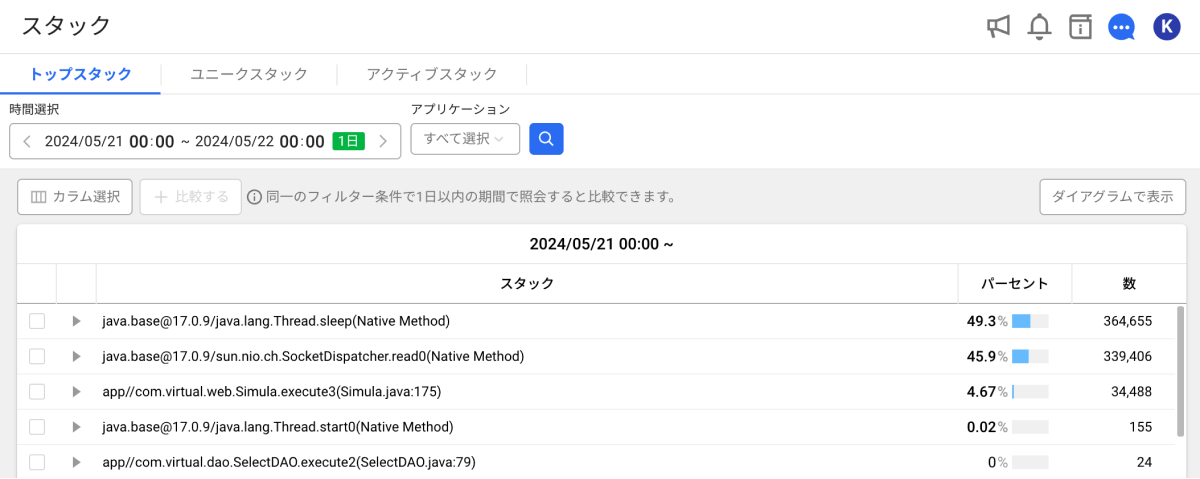 スタック
K
トップスタック ユニークスタック アクティブスタック
時間選択 アプリケーション
2024/05/21 00:00 ~ 2024/05/22 00:00 1日 すべて選択
カラム選択 + 比較する 同一のフィルター条件で1日以内の期間で照会すると比較できます。 ダイアグラムで表示
2024/05/21 00:00 ~
スタック パーセント 数
java.base@17.0.9/java.lang.Thread.sleep(Native Method) 49.3% 364,655
java.base@17.0.9/sun.nio.ch.SocketDispatcher.read0(Native Method) 45.9% 339,406
app//com.virtual.web.Simula.execute3(Simula.java:175) 4.67% 34,488
java.base@17.0.9/java.lang.Thread.start0(Native Method) 0.02% 155
app//com.virtual.dao.SelectDAO.execute2(SelectDAO.java:79) 0% 24